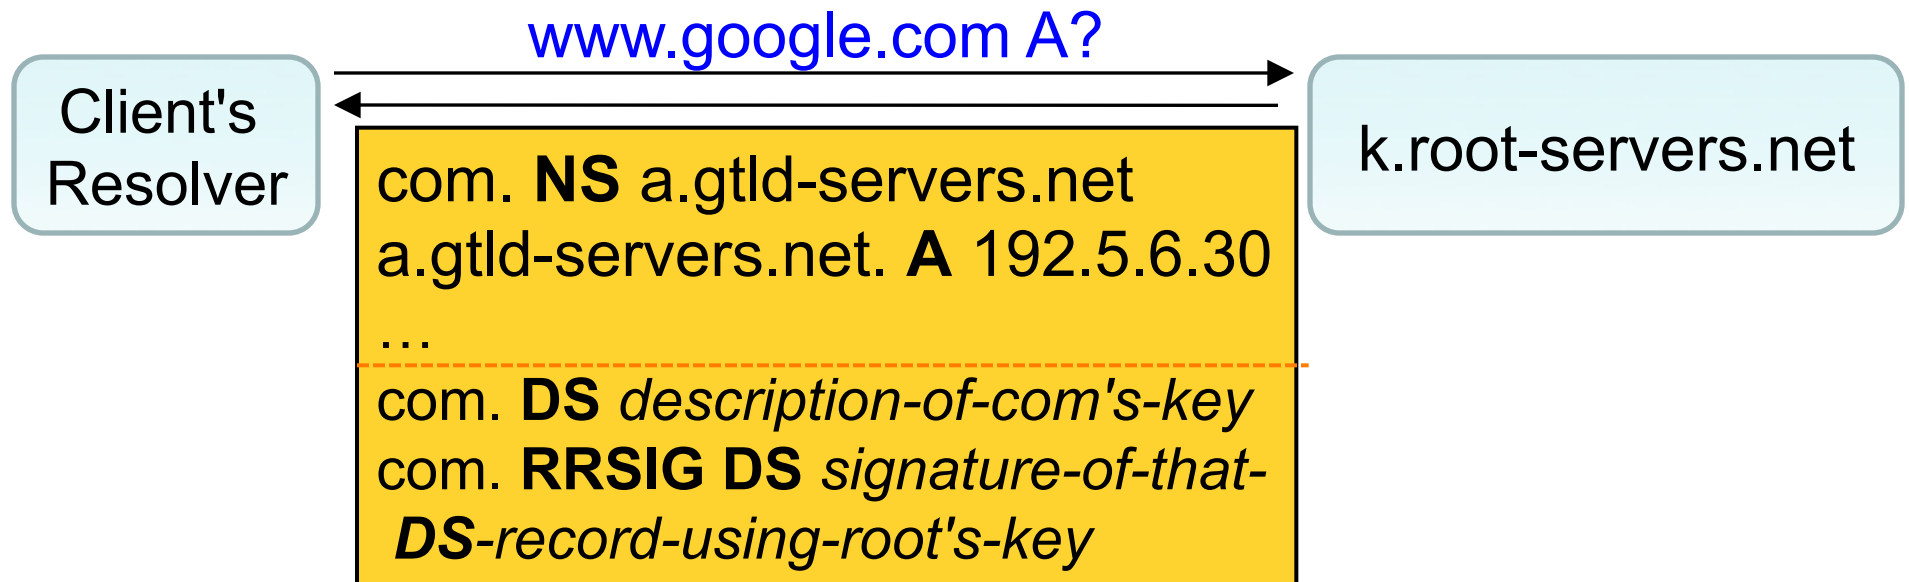 www.google.com A?
Client's
Resolver
k.root-servers.net
com. NS a.gtld-servers.net
a.gtld-servers.net. A 192.5.6.30
…
com. DS description-of-com's-key
com. RRSIG DS signature-of-that-
DS-record-using-root's-key